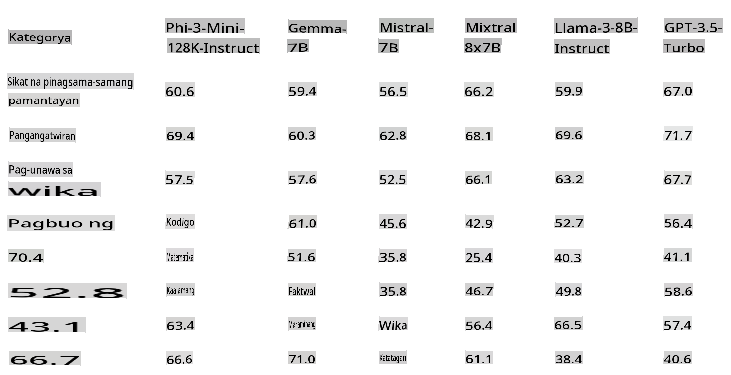 Kategorya Phi-3-Mini- Gemma- Mistral- Mixtral Llama-3-8B- GPT-3.5-
128K-Instruct 7B 7B 8x7B Instruct Turbo
Sikat na pinagsama-samang
pamantayan 60.6 59.4 56.5 66.2 59.9 67.0
Pangangatwiran 69.4 60.3 62.8 68.1 69.6 71.7
Pag-unawa sa
wika 57.5 57.6 52.5 66.1 63.2 67.7
Pagbuo ng Kod/go 61.0 45.6 42.9 52.7 56.4
70.4 Matematika 51.6 35.8 25.4 40.3 41.1
52.8 Kaalamang Faktwal 35.8 46.7 49.8 58.6
43.1 63.4 Wika 56.4 66.5 57.4
66.7 66.6 71.0 Katatagan 61.1 38.4 40.6